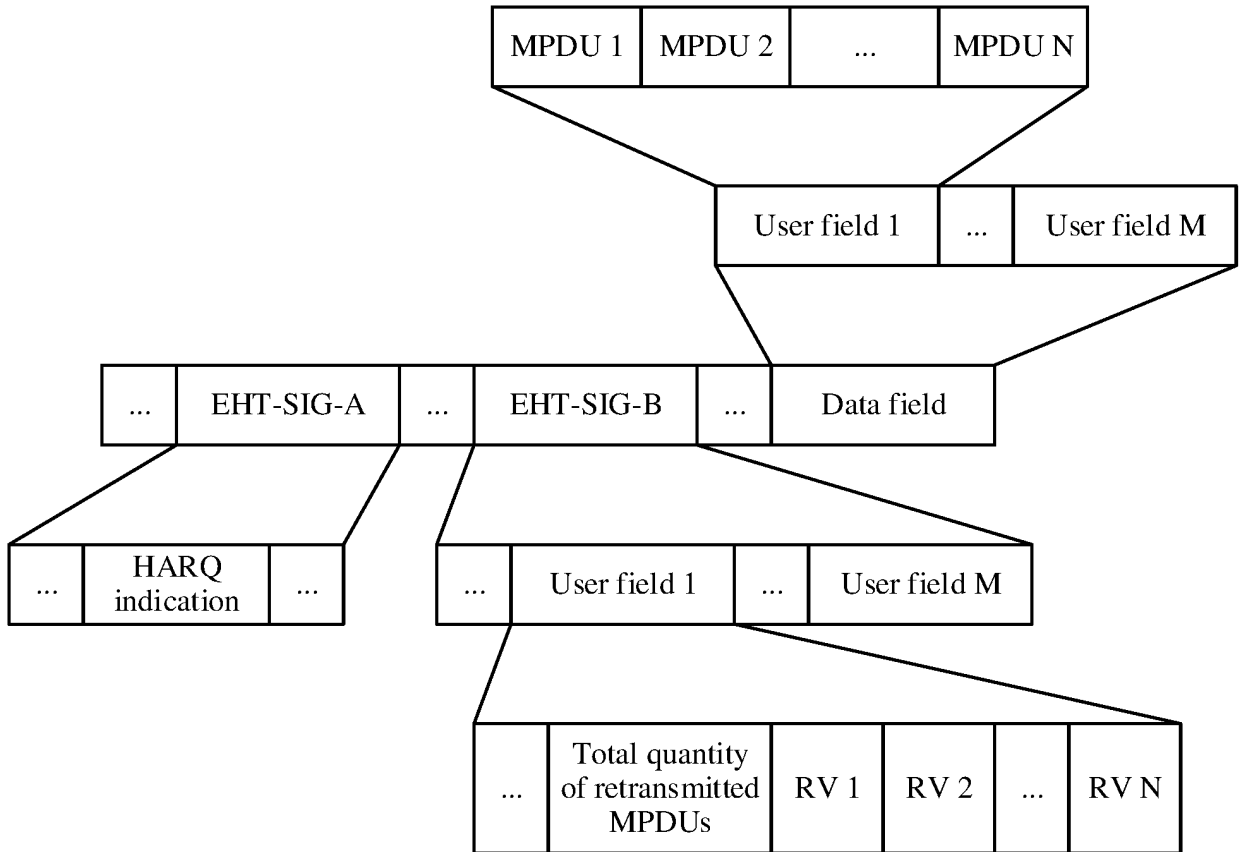 MPDU 1 MPDU 2 ... MPDU N
User field 1 ... User field M
... EHT-SIG-A ... EHT-SIG-B ... Data field
... HARQ
indication ... ... User field 1 ... User field M
... Total quantity
of retransmitted
MPDUs RV 1 RV 2 ... RV N